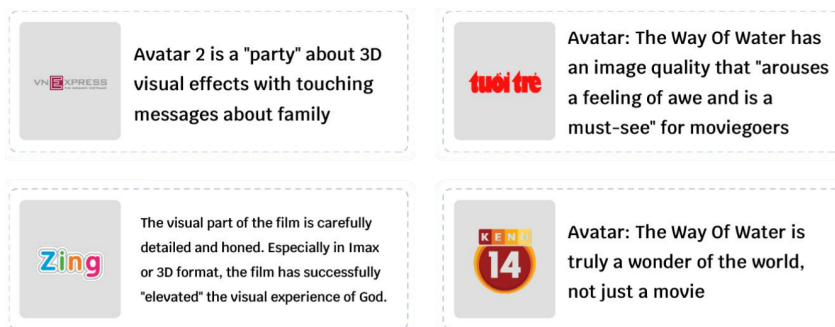 VNEXPRESS
Avatar 2 is a "party" about 3D
visual effects with touching
messages about family
tuổi trẻ
Avatar: The Way Of Water has
an image quality that "arouses
a feeling of awe and is a
must-see" for moviegoers
Zing
The visual part of the film is carefully
detailed and honed. Especially in Imax
or 3D format, the film has successfully
"elevated" the visual experience of God.
KENH
14
Avatar: The Way Of Water is
truly a wonder of the world,
not just a movie